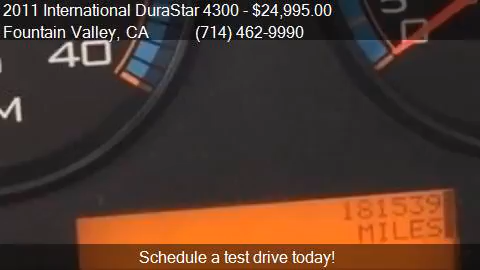 2011 International DuraStar 4300 - $24,995.00
Fountain Valley, CA (714) 462-9990
40
M
181539
MILES
Schedule a test drive today!